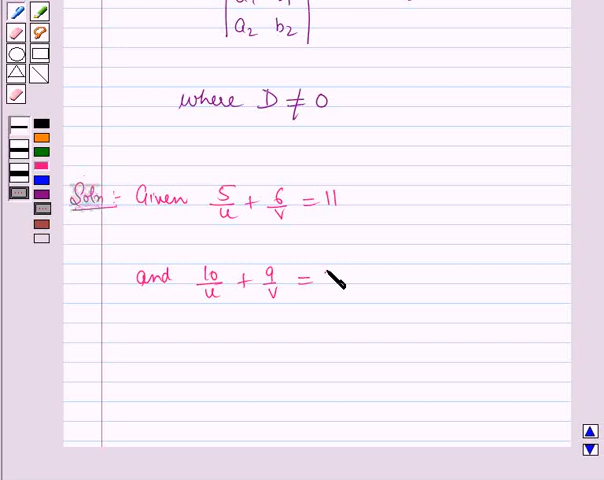 a₂ b₂
where D ≠ 0
Soln :- Given 5/u + 6/v = 11
and 10/u + 9/v =